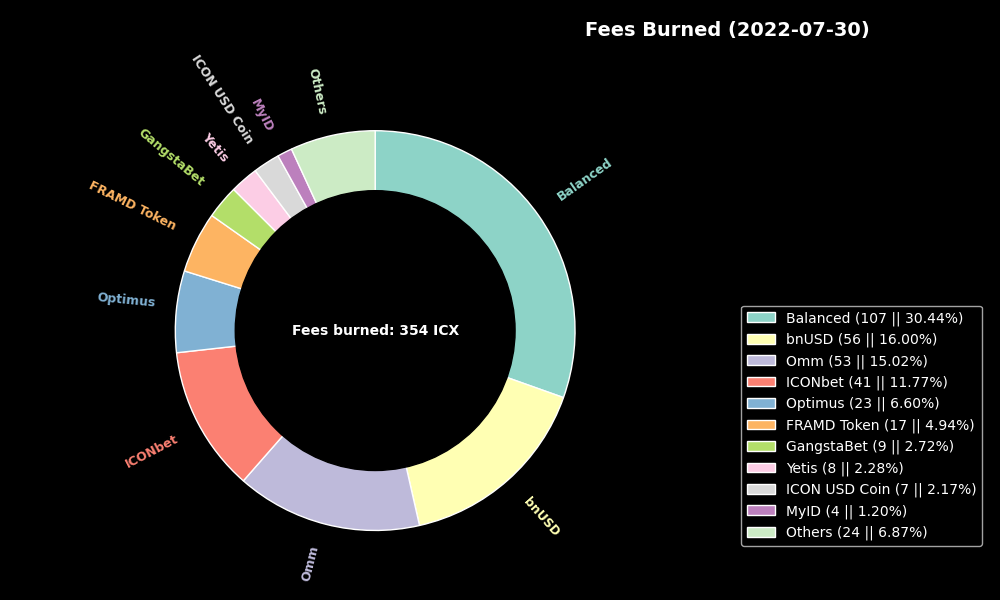 Fees Burned (2022-07-30)
Others
ICON USD Coin
MyID
Yetis
GangstaBet
Balanced
FRAMD Token
Optimus
Fees burned: 354 ICX
ICONbet
bnUSD
Omm
Balanced (107 || 30.44%)
bnUSD (56 || 16.00%)
Omm (53 || 15.02%)
ICONbet (41 || 11.77%)
Optimus (23 || 6.60%)
FRAMD Token (17 || 4.94%)
GangstaBet (9 || 2.72%)
Yetis (8 || 2.28%)
ICON USD Coin (7 || 2.17%)
MyID (4 || 1.20%)
Others (24 || 6.87%)